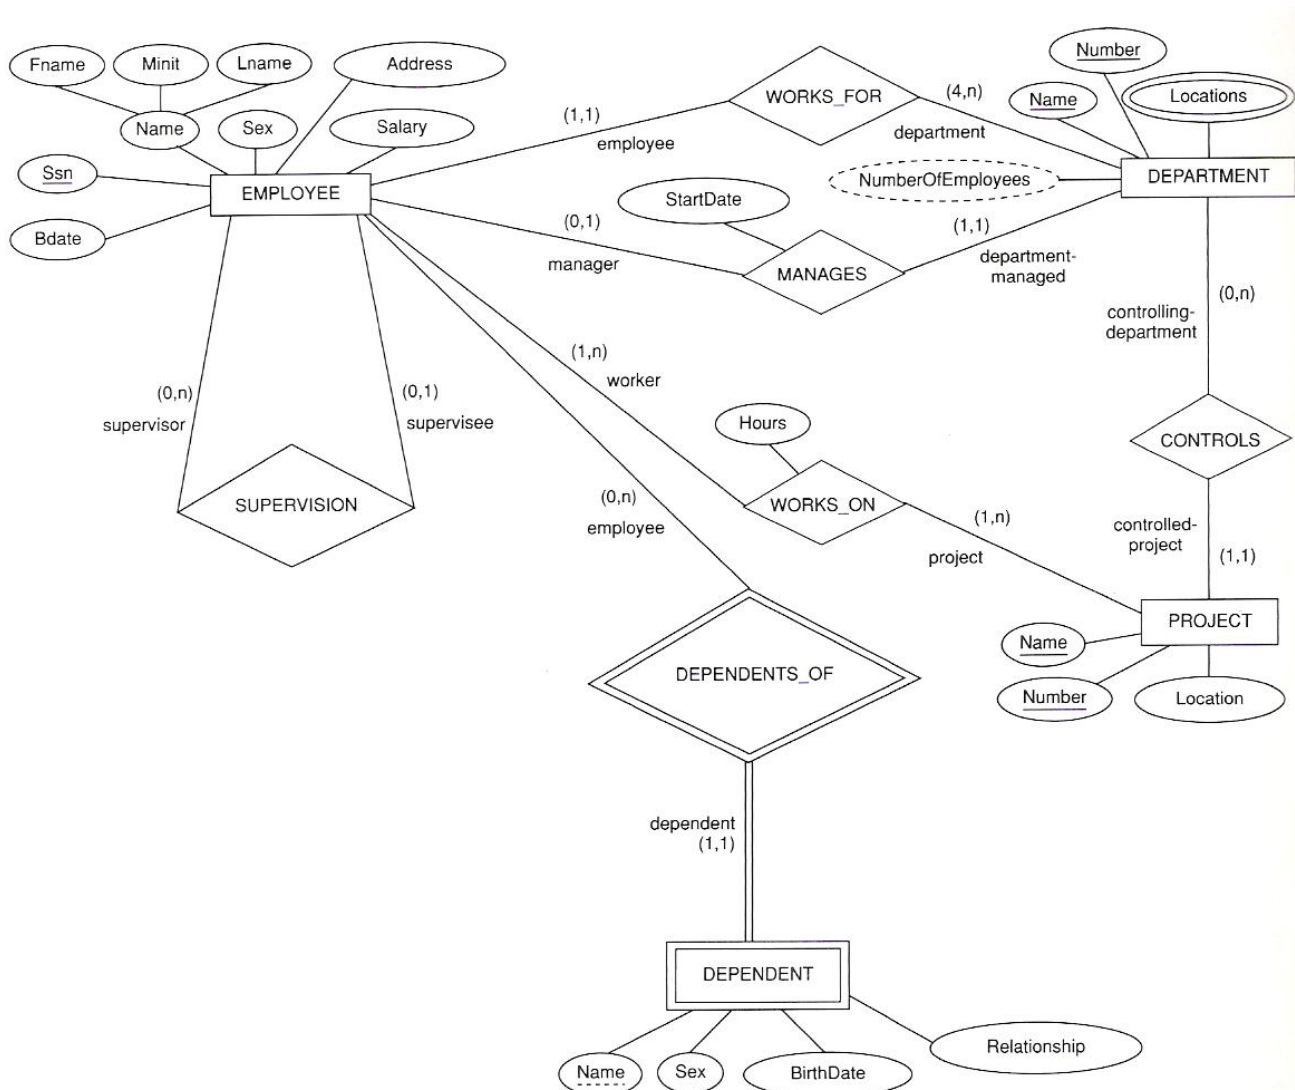 Fname
Minit
Lname
Address
Number
Name
Locations
Name
Sex
Salary
WORKS_FOR
(4,n)
department
(1,1)
employee
Ssn
EMPLOYEE
NumberOfEmployees
DEPARTMENT
StartDate
Bdate
(0,1)
manager
MANAGES
(1,1)
department-
managed
(0,n)
controlling-
department
(1,n)
worker
(0,n)
supervisor
(0,1)
supervisee
Hours
CONTROLS
SUPERVISION
(0,n)
employee
WORKS_ON
(1,n)
project
controlled-
project
(1,1)
PROJECT
Name
Number
Location
DEPENDENTS_OF
dependent
(1,1)
DEPENDENT
Name
Sex
BirthDate
Relationship